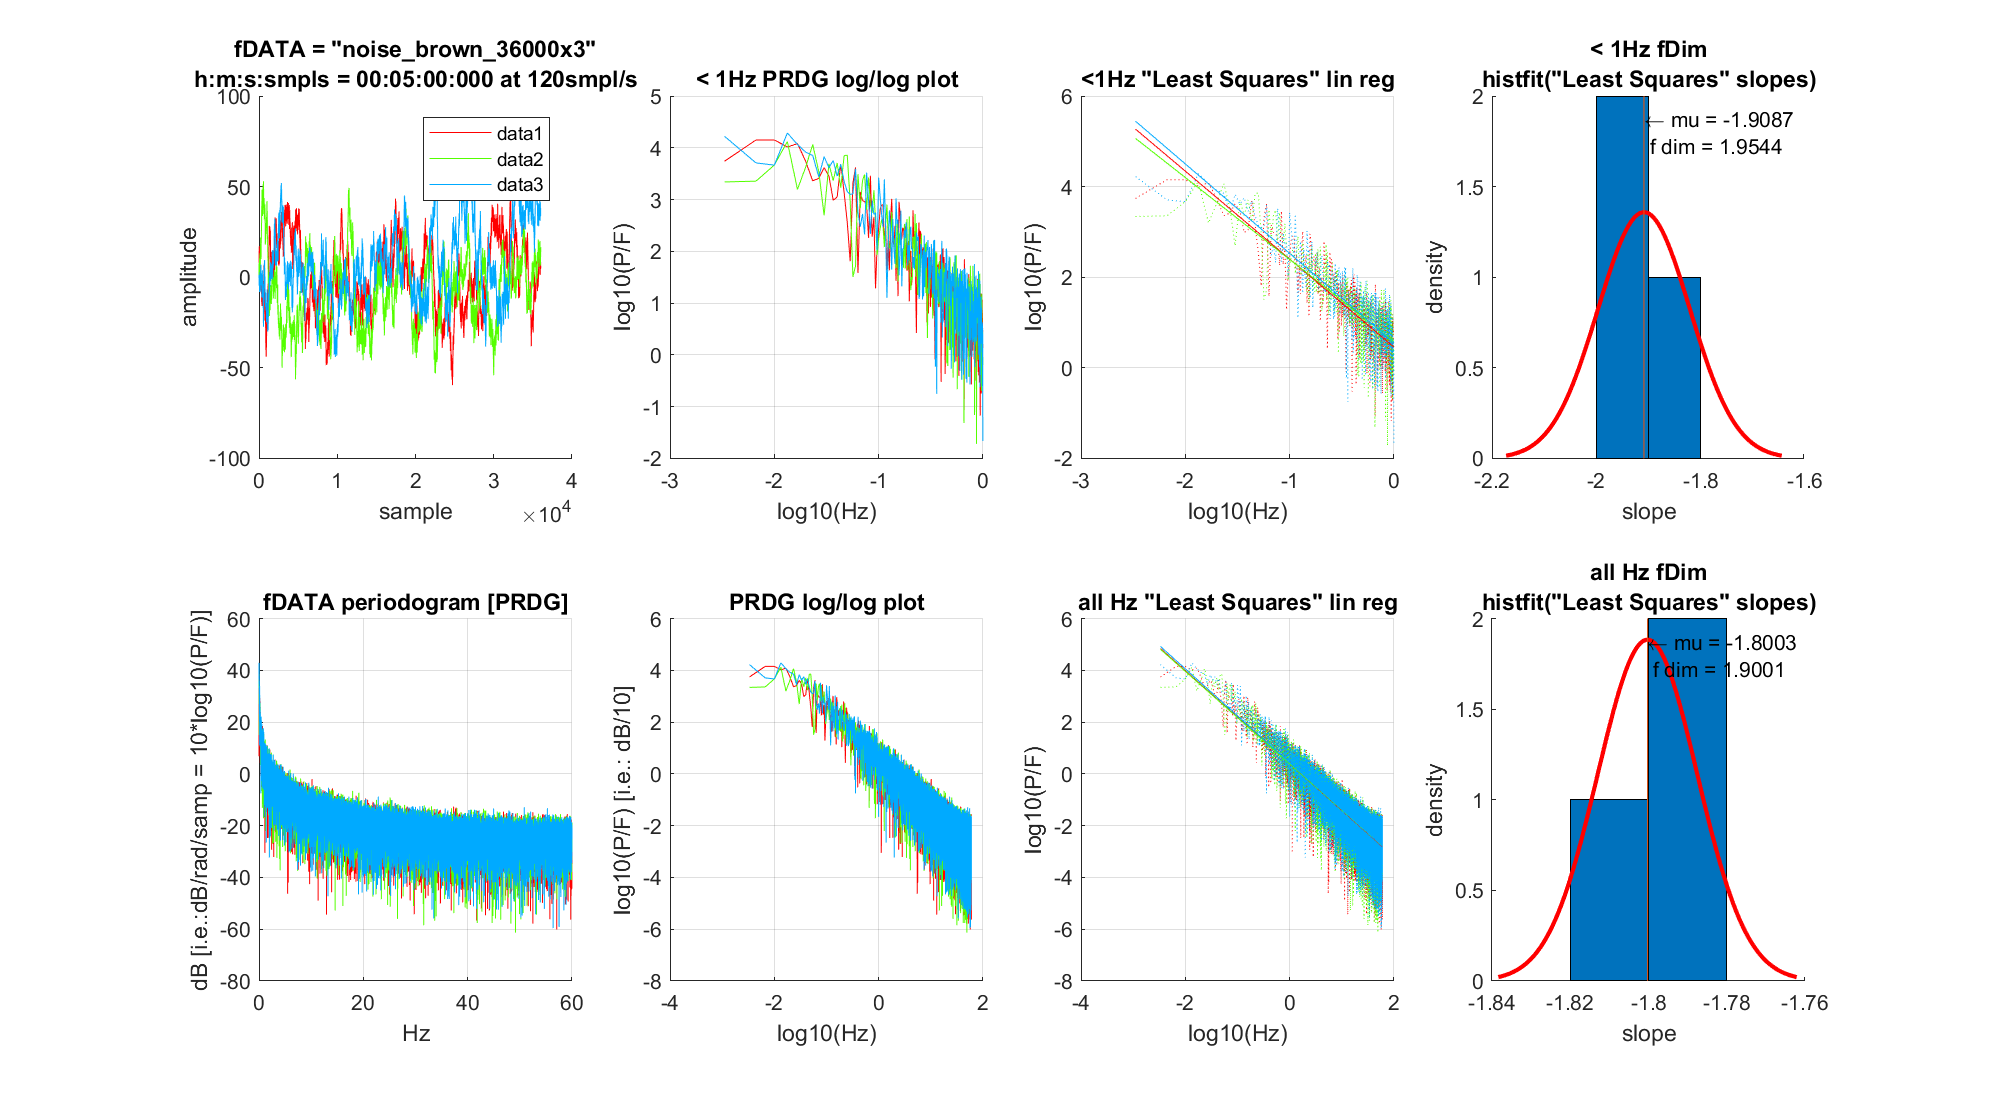 fDATA = "noise_brown_36000x3"
h:m:s:smpls = 00:05:00:000 at 120smpl/s
100
50
0
-50
-100
amplitude
data1
data2
data3
0
1
2
3
4
×10^4
sample
< 1Hz PRDG log/log plot
5
4
3
2
1
0
-1
-2
log10(P/F)
-3
-2
-1
0
log10(Hz)
<1Hz "Least Squares" lin reg
6
4
2
0
-2
log10(P/F)
-3
-2
-1
0
log10(Hz)
< 1Hz fDim
histfit("Least Squares" slopes)
2
1.5
1
0.5
0
density
← mu = -1.9087
f dim = 1.9544
-2.2
-2
-1.8
-1.6
slope
fDATA periodogram [PRDG]
60
40
20
0
-20
-40
-60
-80
dB [i.e.:dB/rad/samp = 10*log10(P/F)]
0
20
40
60
Hz
PRDG log/log plot
6
4
2
0
-2
-4
-6
-8
log10(P/F) [i.e.: dB/10]
-4
-2
0
2
log10(Hz)
all Hz "Least Squares" lin reg
6
4
2
0
-2
-4
-6
-8
log10(P/F)
-4
-2
0
2
log10(Hz)
all Hz fDim
histfit("Least Squares" slopes)
2
1.5
1
0.5
0
density
← mu = -1.8003
f dim = 1.9001
-1.84
-1.82
-1.8
-1.78
-1.76
slope